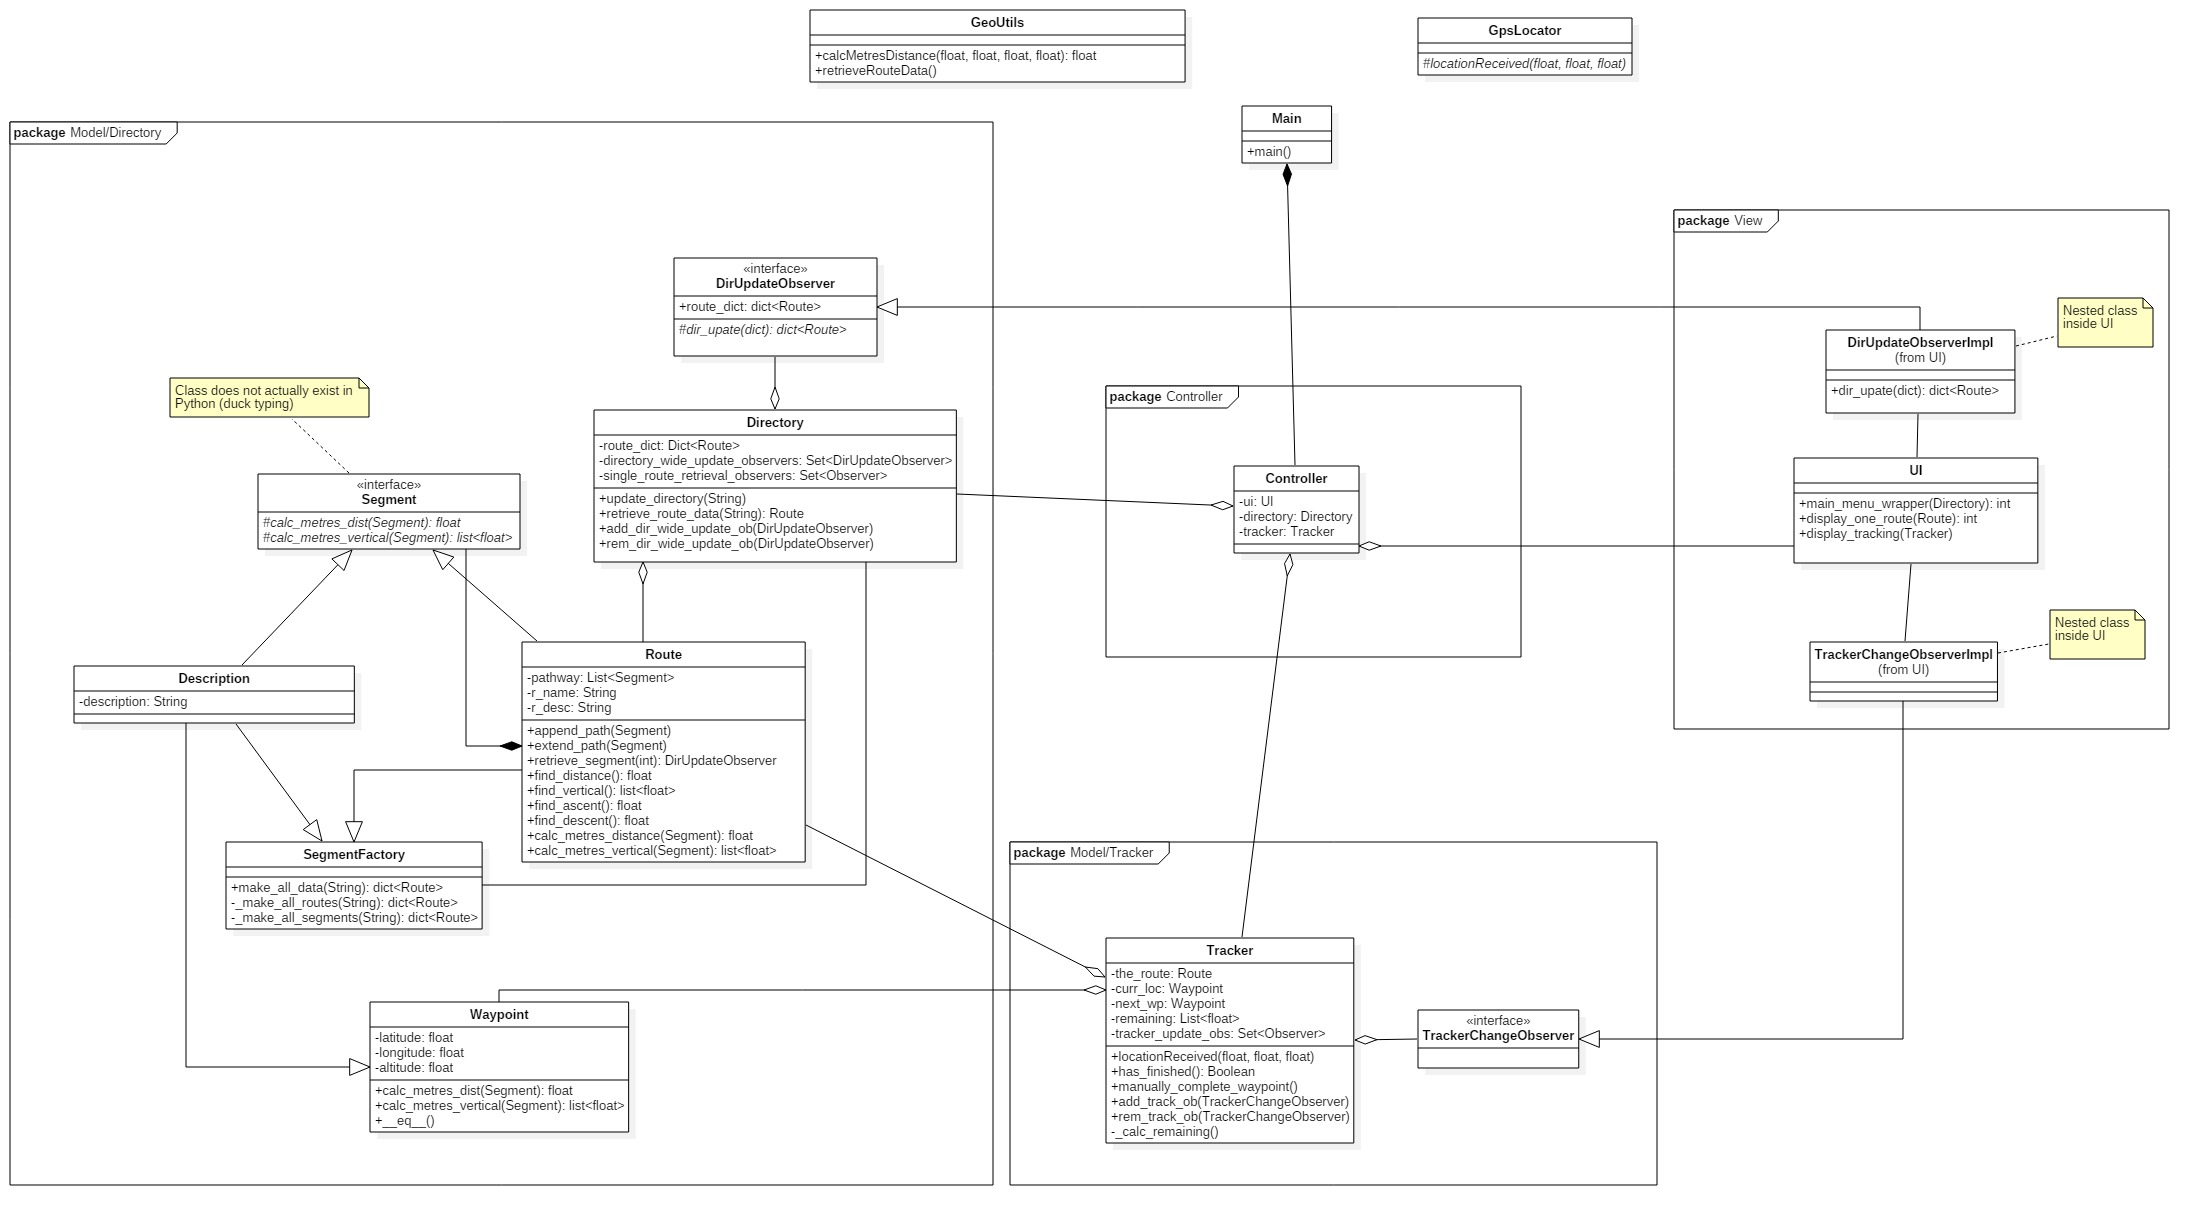 GeoUtils
+calcMetresDistance(float, float, float, float): float
+retrieveRouteData()
GpsLocator
#locationReceived(float, float, float)
Main
+main()
package Model/Directory
«interface»
DirUpdateObserver
+route_dict: dict<Route>
#dir_upate(dict): dict<Route>
Class does not actually exist in
Python (duck typing)
«interface»
Segment
#calc_metres_dist(Segment): float
#calc_metres_vertical(Segment): list<float>
Directory
-route_dict: Dict<Route>
-directory_wide_update_observers: Set<DirUpdateObserver>
-single_route_retrieval_observers: Set<Observer>
+update_directory(String)
+retrieve_route_data(String): Route
+add_dir_wide_update_ob(DirUpdateObserver)
+rem_dir_wide_update_ob(DirUpdateObserver)
Description
-description: String
Route
-pathway: List<Segment>
-r_name: String
-r_desc: String
+append_path(Segment)
+extend_path(Segment)
+retrieve_segment(int): DirUpdateObserver
+find_distance(): float
+find_vertical(): list<float>
+find_ascent(): float
+find_descent(): float
+calc_metres_distance(Segment): float
+calc_metres_vertical(Segment): list<float>
SegmentFactory
+make_all_data(String): dict<Route>
-_make_all_routes(String): dict<Route>
-_make_all_segments(String): dict<Route>
Waypoint
-latitude: float
-longitude: float
-altitude: float
+calc_metres_dist(Segment): float
+calc_metres_vertical(Segment): list<float>
+__eq__()
package Controller
Controller
-ui: UI
-directory: Directory
-tracker: Tracker
package View
Nested class
inside UI
DirUpdateObserverImpl
(from UI)
+dir_upate(dict): dict<Route>
UI
+main_menu_wrapper(Directory): int
+display_one_route(Route): int
+display_tracking(Tracker)
Nested class
inside UI
TrackerChangeObserverImpl
(from UI)
package Model/Tracker
Tracker
-the_route: Route
-curr_loc: Waypoint
-next_wp: Waypoint
-remaining: List<float>
-tracker_update_obs: Set<Observer>
+locationReceived(float, float, float)
+has_finished(): Boolean
+manually_complete_waypoint()
+add_track_ob(TrackerChangeObserver)
+rem_track_ob(TrackerChangeObserver)
-_calc_remaining()
«interface»
TrackerChangeObserver